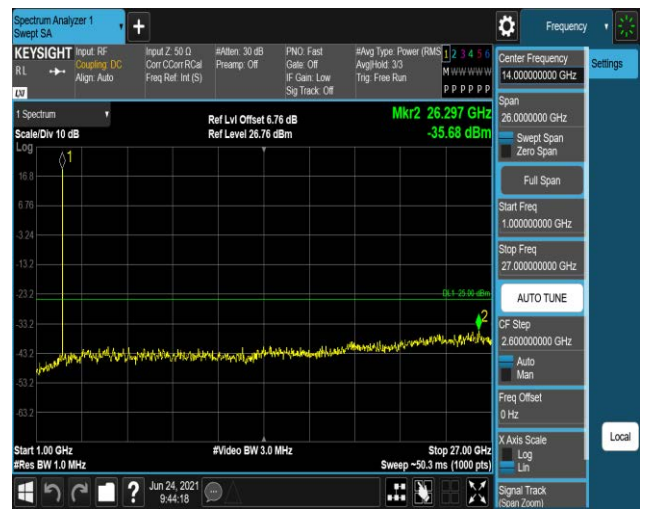 Spectrum Analyzer 1
Swept SA
Frequency
KEYSIGHT
RL
LXI
Input: RF
Coupling: DC
Align: Auto
Input Z: 50 Ω
Corr CCorr RCal
Freq Ref: Int (S)
#Atten: 30 dB
Preamp: Off
PNO: Fast
Gate: Off
IF Gain: Low
Sig Track: Off
#Avg Type: Power (RMS
Avg|Hold: 3/3
Trig: Free Run
1 2 3 4 5 6
M W W W W W
P P P P P P
Center Frequency
14.000000000 GHz
Settings
1 Spectrum
Scale/Div 10 dB
Log
Ref Lvl Offset 6.76 dB
Ref Level 26.76 dBm
Mkr2 26.297 GHz
-35.68 dBm
Span
26.0000000 GHz
Swept Span
Zero Span
Full Span
Start Freq
1.000000000 GHz
Stop Freq
27.000000000 GHz
AUTO TUNE
CF Step
2.600000000 GHz
Auto
Man
Freq Offset
0 Hz
X Axis Scale
Log
Lin
Local
Signal Track
(Span Zoom)
1
16.8
6.76
-3.24
-13.2
-23.2
DL1 -25.00 dBm
2
-33.2
-43.2
-53.2
-63.2
Start 1.00 GHz
#Res BW 1.0 MHz
#Video BW 3.0 MHz
Stop 27.00 GHz
Sweep ~50.3 ms (1000 pts)
Jun 24, 2021
9:44:18